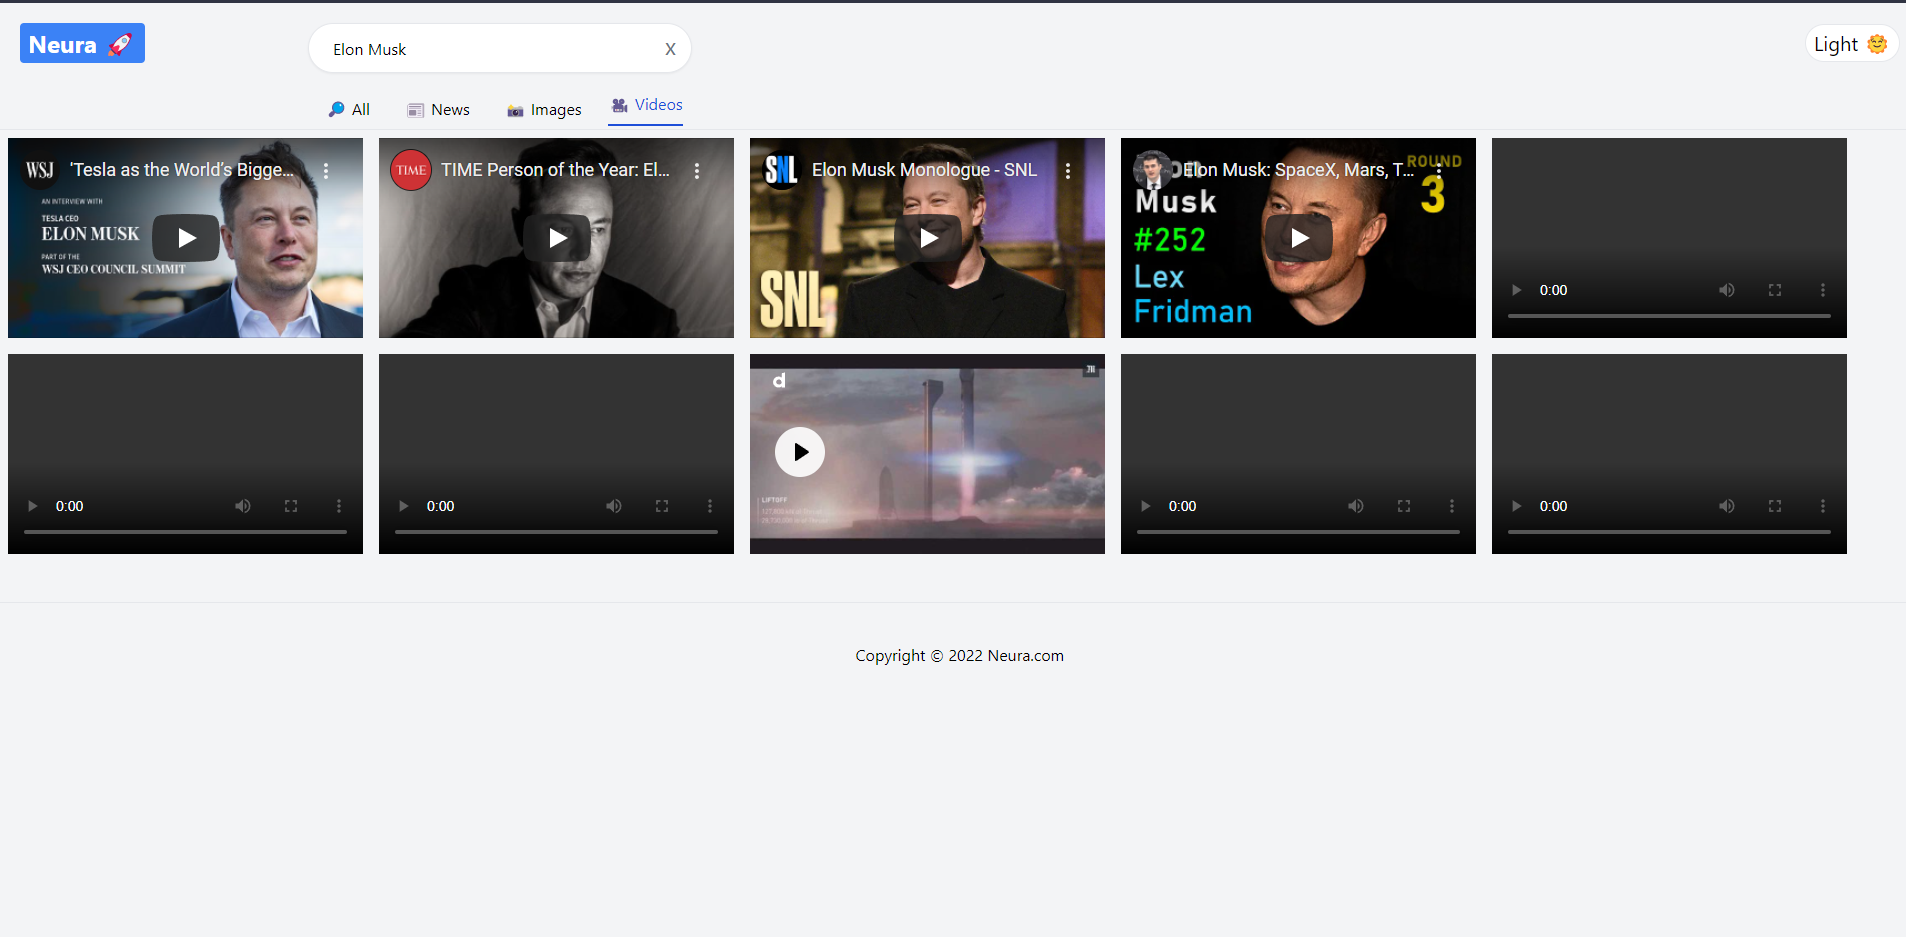 Neura
Elon Musk
X
Light
All
News
Images
Videos
WSJ
'Tesla as the World's Bigge...
AN INTERVIEW WITH
TESLA CEO
ELON MUSK
PART OF THE
WSJ CEO COUNCIL SUMMIT
TIME
TIME Person of the Year: El...
SNL
Elon Musk Monologue - SNL
SNL
Elon Musk: SpaceX, Mars, T...
ROUND
3
Musk
#252
Lex
Fridman
0:00
0:00
0:00
d
LIFTOFF
0:00
0:00
Copyright © 2022 Neura.com